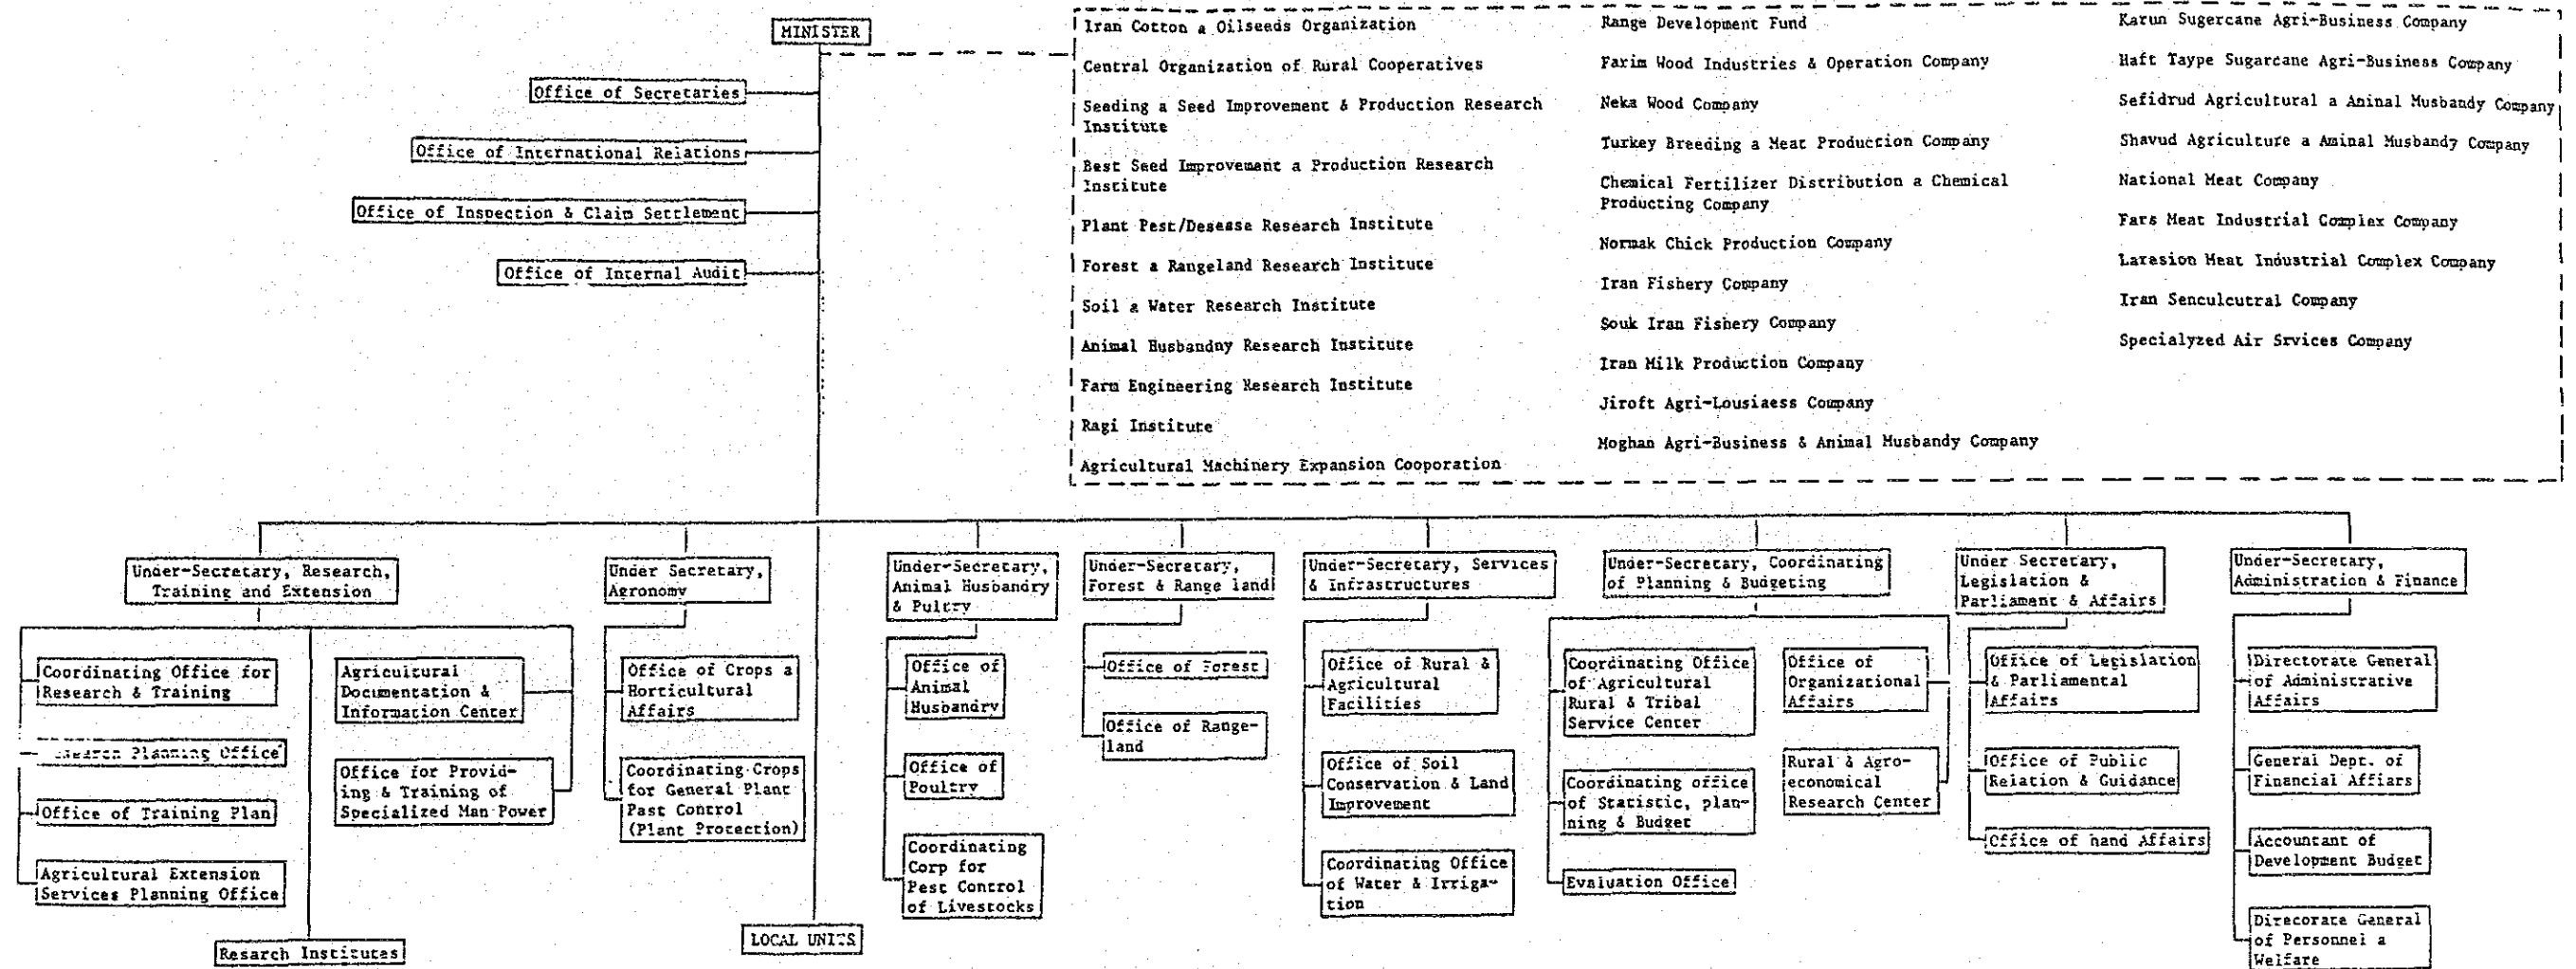 MINISTER
Office of Secretaries
Office of International Relations
Office of Inspection & Claim Settlement
Office of Internal Audit
Iran Cotton a Oilseeds Organization
Central Organization of Rural Cooperatives
Seeding a Seed Improvement & Production Research
Institute
Best Seed Improvement a Production Research
Institute
Plant Pest/Desease Research Institute
Forest a Rangeland Research Institute
Soil a Water Research Institute
Animal Husbandny Research Institute
Farm Engineering Research Institute
Ragi Institute
Agricultural Machinery Expansion Cooporation
Range Development Fund
Farim Wood Industries & Operation Company
Neka Wood Company
Turkey Breeding a Meat Production Company
Chemical Fertilizer Distribution a Chemical
Producting Company
Normak Chick Production Company
Iran Fishery Company
Souk Iran Fishery Company
Iran Milk Production Company
Jiroft Agri-Lousiaess Company
Moghan Agri-Business & Animal Musbandy Company
Karun Sugercane Agri-Business Company
Haft Taype Sugarcane Agri-Business Company
Sefidrud Agricultural a Aninal Musbandy Company
Shavud Agriculture a Aminal Musbandy Company
National Meat Company
Fars Meat Industrial Complex Company
Laresion Meat Industrial Complex Company
Iran Senculcutral Company
Specialyzed Air Srvices Company
Under-Secretary, Research,
Training and Extension
Coordinating Office for
Research & Training
Planning Office
Office of Training Plan
Agricultural Extension
Services Planning Office
Agricultural
Documentation &
Information Center
Office for Provid-
ing & Training of
Specialized Man Power
Resarch Institutes
Under Secretary,
Agronomy
Office of Crops a
Horticultural
Affairs
Coordinating Crops
for General Plant
Past Control
(Plant Protection)
LOCAL UNITS
Under-Secretary,
Animal Husbandry
& Pultry
Office of
Animal
Husbandry
Office of
Poultry
Coordinating
Corp for
Pest Control
of Livestocks
Under-Secretary,
Forest & Range land
Office of Forest
Office of Range-
land
Under-Secretary, Services
& Infrastructures
Office of Rural &
Agricultural
Facilities
Office of Soil
Conservation & Land
Improvement
Coordinating Office
of Water & Irriga-
tion
Under-Secretary, Coordinating
of Planning & Budgeting
Coordinating Office
of Agricultural
Rural & Tribal
Service Center
Coordinating office
of Statistic, plan-
ning & Budget
Evaluation Office
Office of
Organizational
Affairs
Rural & Agro-
economical
Research Center
Under Secretary,
Legislation &
Parliament & Affairs
Office of Legislation
& Parliamental
Affairs
Office of Public
Relation & Guidance
Office of hand Affairs
Under-Secretary,
Administration & Finance
Directorate General
of Administrative
Affairs
General Dept. of
Financial Affiars
Accountant of
Development Budget
Direcorate General
of Personnei a
Welfare